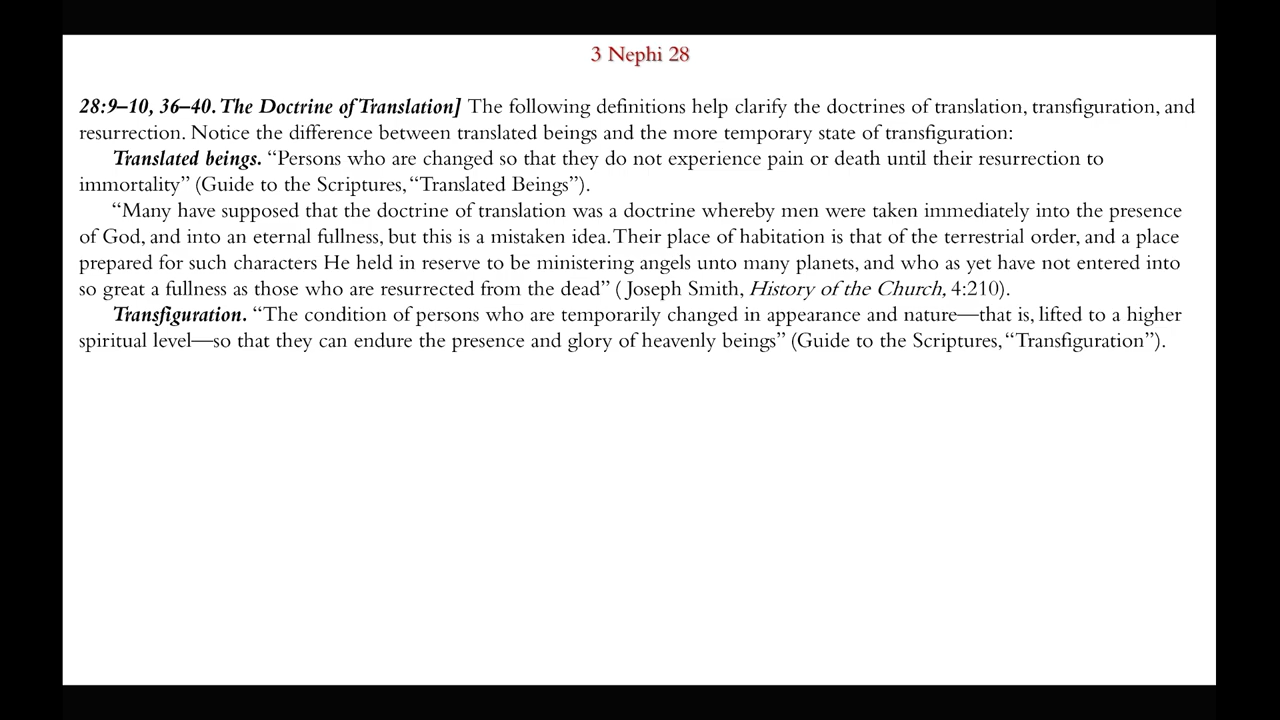 3 Nephi 28
28:9–10, 36–40. The Doctrine of Translation] The following definitions help clarify the doctrines of translation, transfiguration, and
resurrection. Notice the difference between translated beings and the more temporary state of transfiguration:
Translated beings. “Persons who are changed so that they do not experience pain or death until their resurrection to
immortality” (Guide to the Scriptures, “Translated Beings”).
“Many have supposed that the doctrine of translation was a doctrine whereby men were taken immediately into the presence
of God, and into an eternal fullness, but this is a mistaken idea. Their place of habitation is that of the terrestrial order, and a place
prepared for such characters He held in reserve to be ministering angels unto many planets, and who as yet have not entered into
so great a fullness as those who are resurrected from the dead” ( Joseph Smith, History of the Church, 4:210).
Transfiguration. “The condition of persons who are temporarily changed in appearance and nature—that is, lifted to a higher
spiritual level—so that they can endure the presence and glory of heavenly beings” (Guide to the Scriptures, “Transfiguration”).